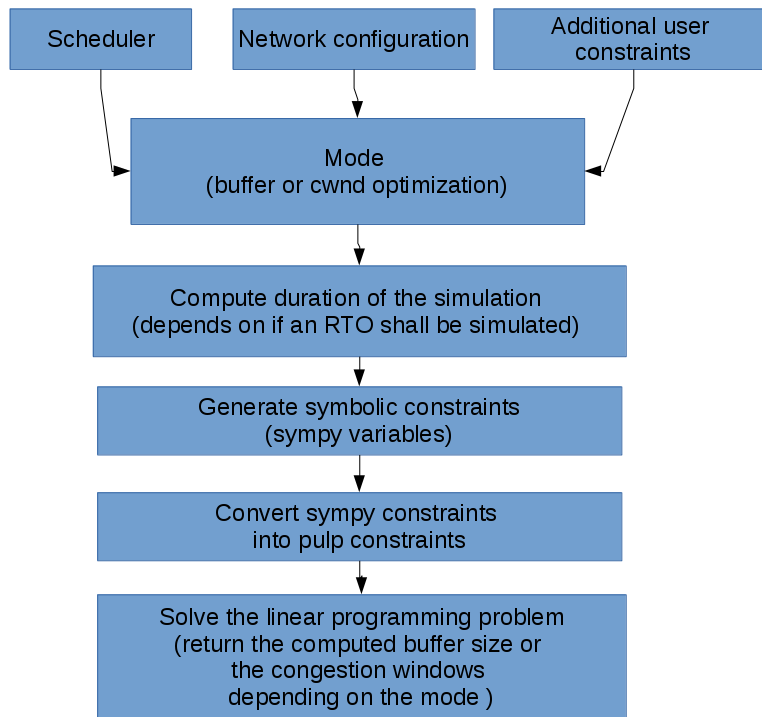 Scheduler
Network configuration
Additional user
constraints
Mode
(buffer or cwnd optimization)
Compute duration of the simulation
(depends on if an RTO shall be simulated)
Generate symbolic constraints
(sympy variables)
Convert sympy constraints
into pulp constraints
Solve the linear programming problem
(return the computed buffer size or
the congestion windows
depending on the mode )